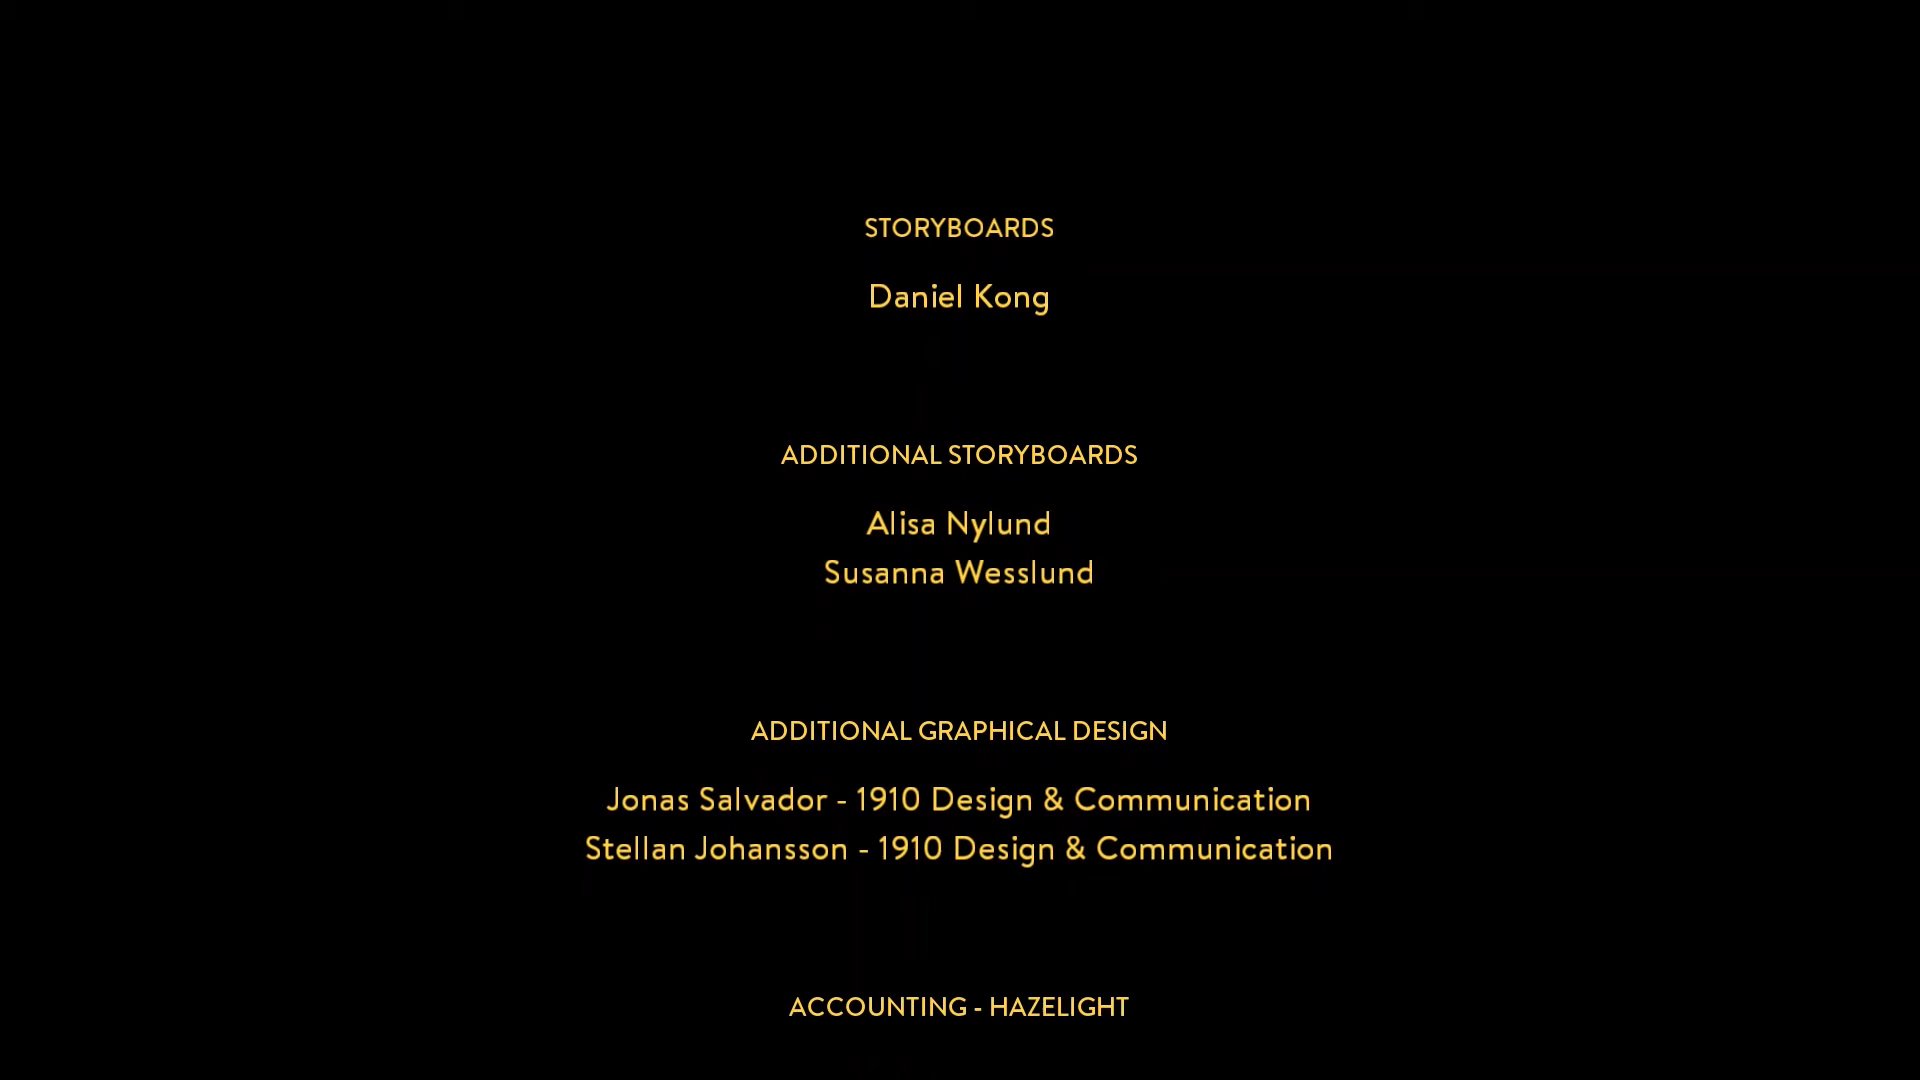 STORYBOARDS
Daniel Kong
ADDITIONAL STORYBOARDS
Alisa Nylund
Susanna Wesslund
ADDITIONAL GRAPHICAL DESIGN
Jonas Salvador - 1910 Design & Communication
Stellan Johansson - 1910 Design & Communication
ACCOUNTING - HAZELIGHT